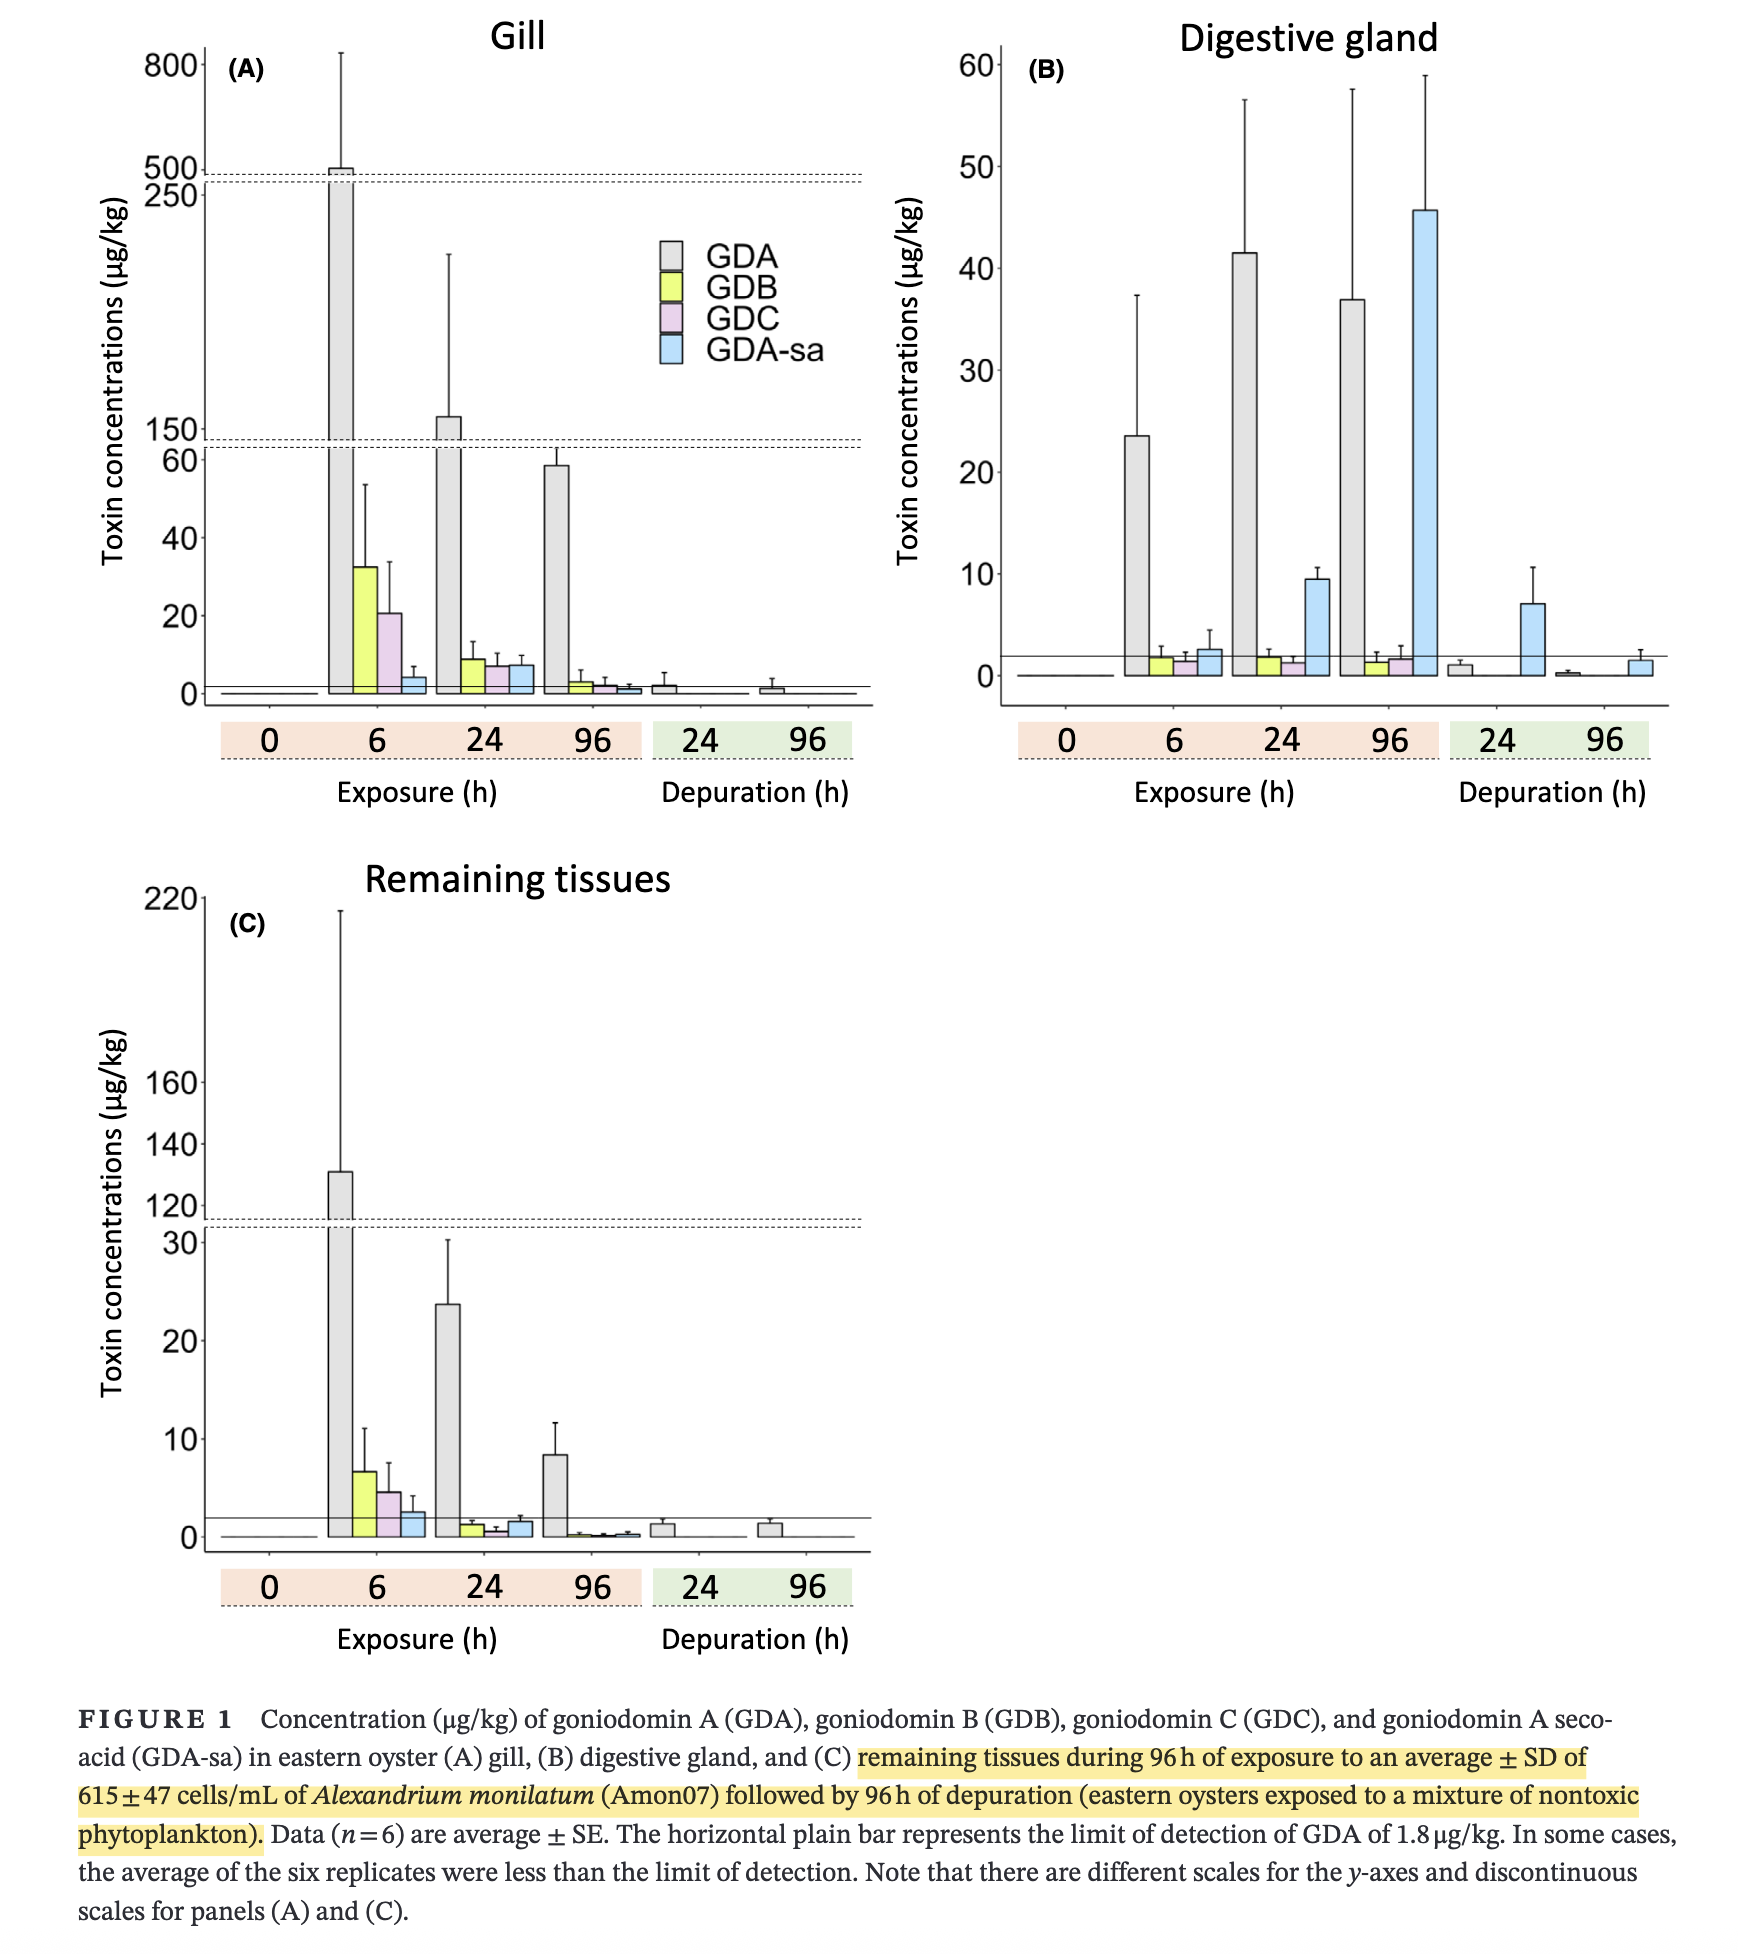 Gill
(A)
800
500
250
150
60
40
20
0
Toxin concentrations (µg/kg)
GDA
GDB
GDC
GDA-sa
0 6 24 96 24 96
Exposure (h) Depuration (h)
Digestive gland
(B)
60
50
40
30
20
10
0
Toxin concentrations (µg/kg)
0 6 24 96 24 96
Exposure (h) Depuration (h)
Remaining tissues
(C)
220
160
140
120
30
20
10
0
Toxin concentrations (µg/kg)
0 6 24 96 24 96
Exposure (h) Depuration (h)
FIGURE 1 Concentration (µg/kg) of goniodomin A (GDA), goniodomin B (GDB), goniodomin C (GDC), and goniodomin A seco-
acid (GDA-sa) in eastern oyster (A) gill, (B) digestive gland, and (C) remaining tissues during 96 h of exposure to an average ± SD of
615 ± 47 cells/mL of Alexandrium monilatum (Amon07) followed by 96 h of depuration (eastern oysters exposed to a mixture of nontoxic
phytoplankton). Data (n = 6) are average ± SE. The horizontal plain bar represents the limit of detection of GDA of 1.8 µg/kg. In some cases,
the average of the six replicates were less than the limit of detection. Note that there are different scales for the y-axes and discontinuous
scales for panels (A) and (C).